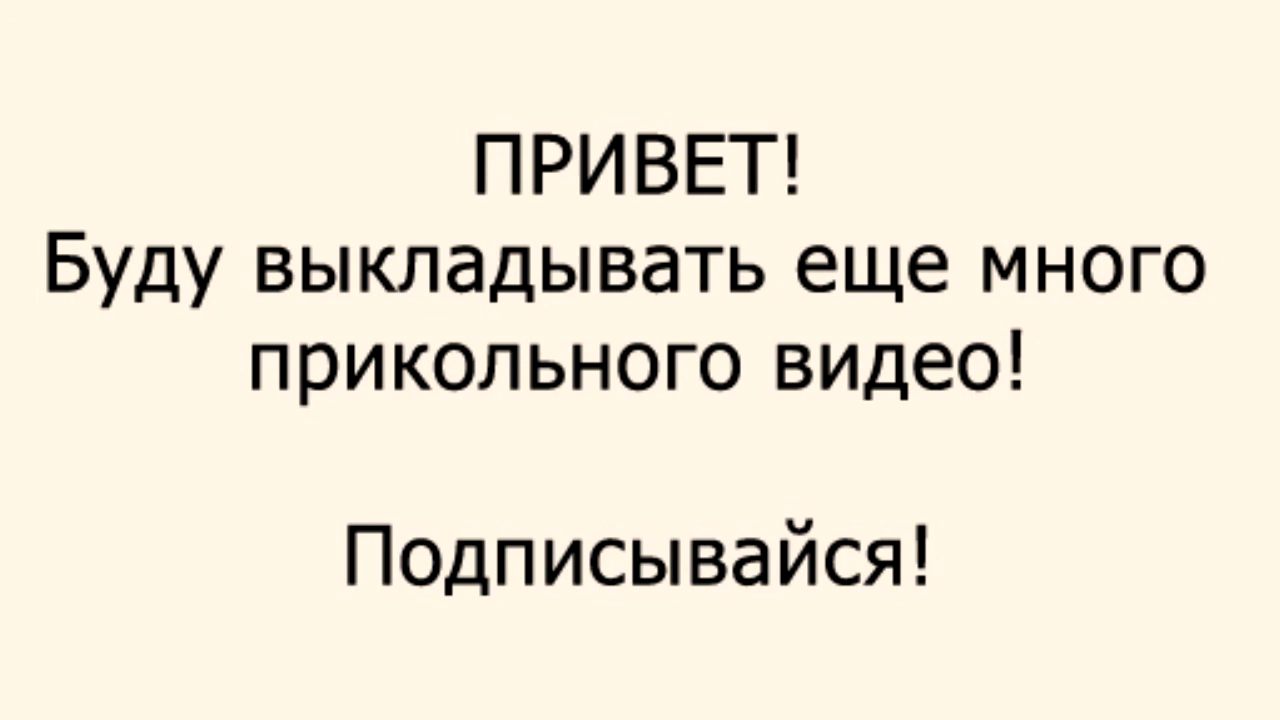 ПРИВЕТ!
Буду выкладывать еще много
прикольного видео!
Подписывайся!